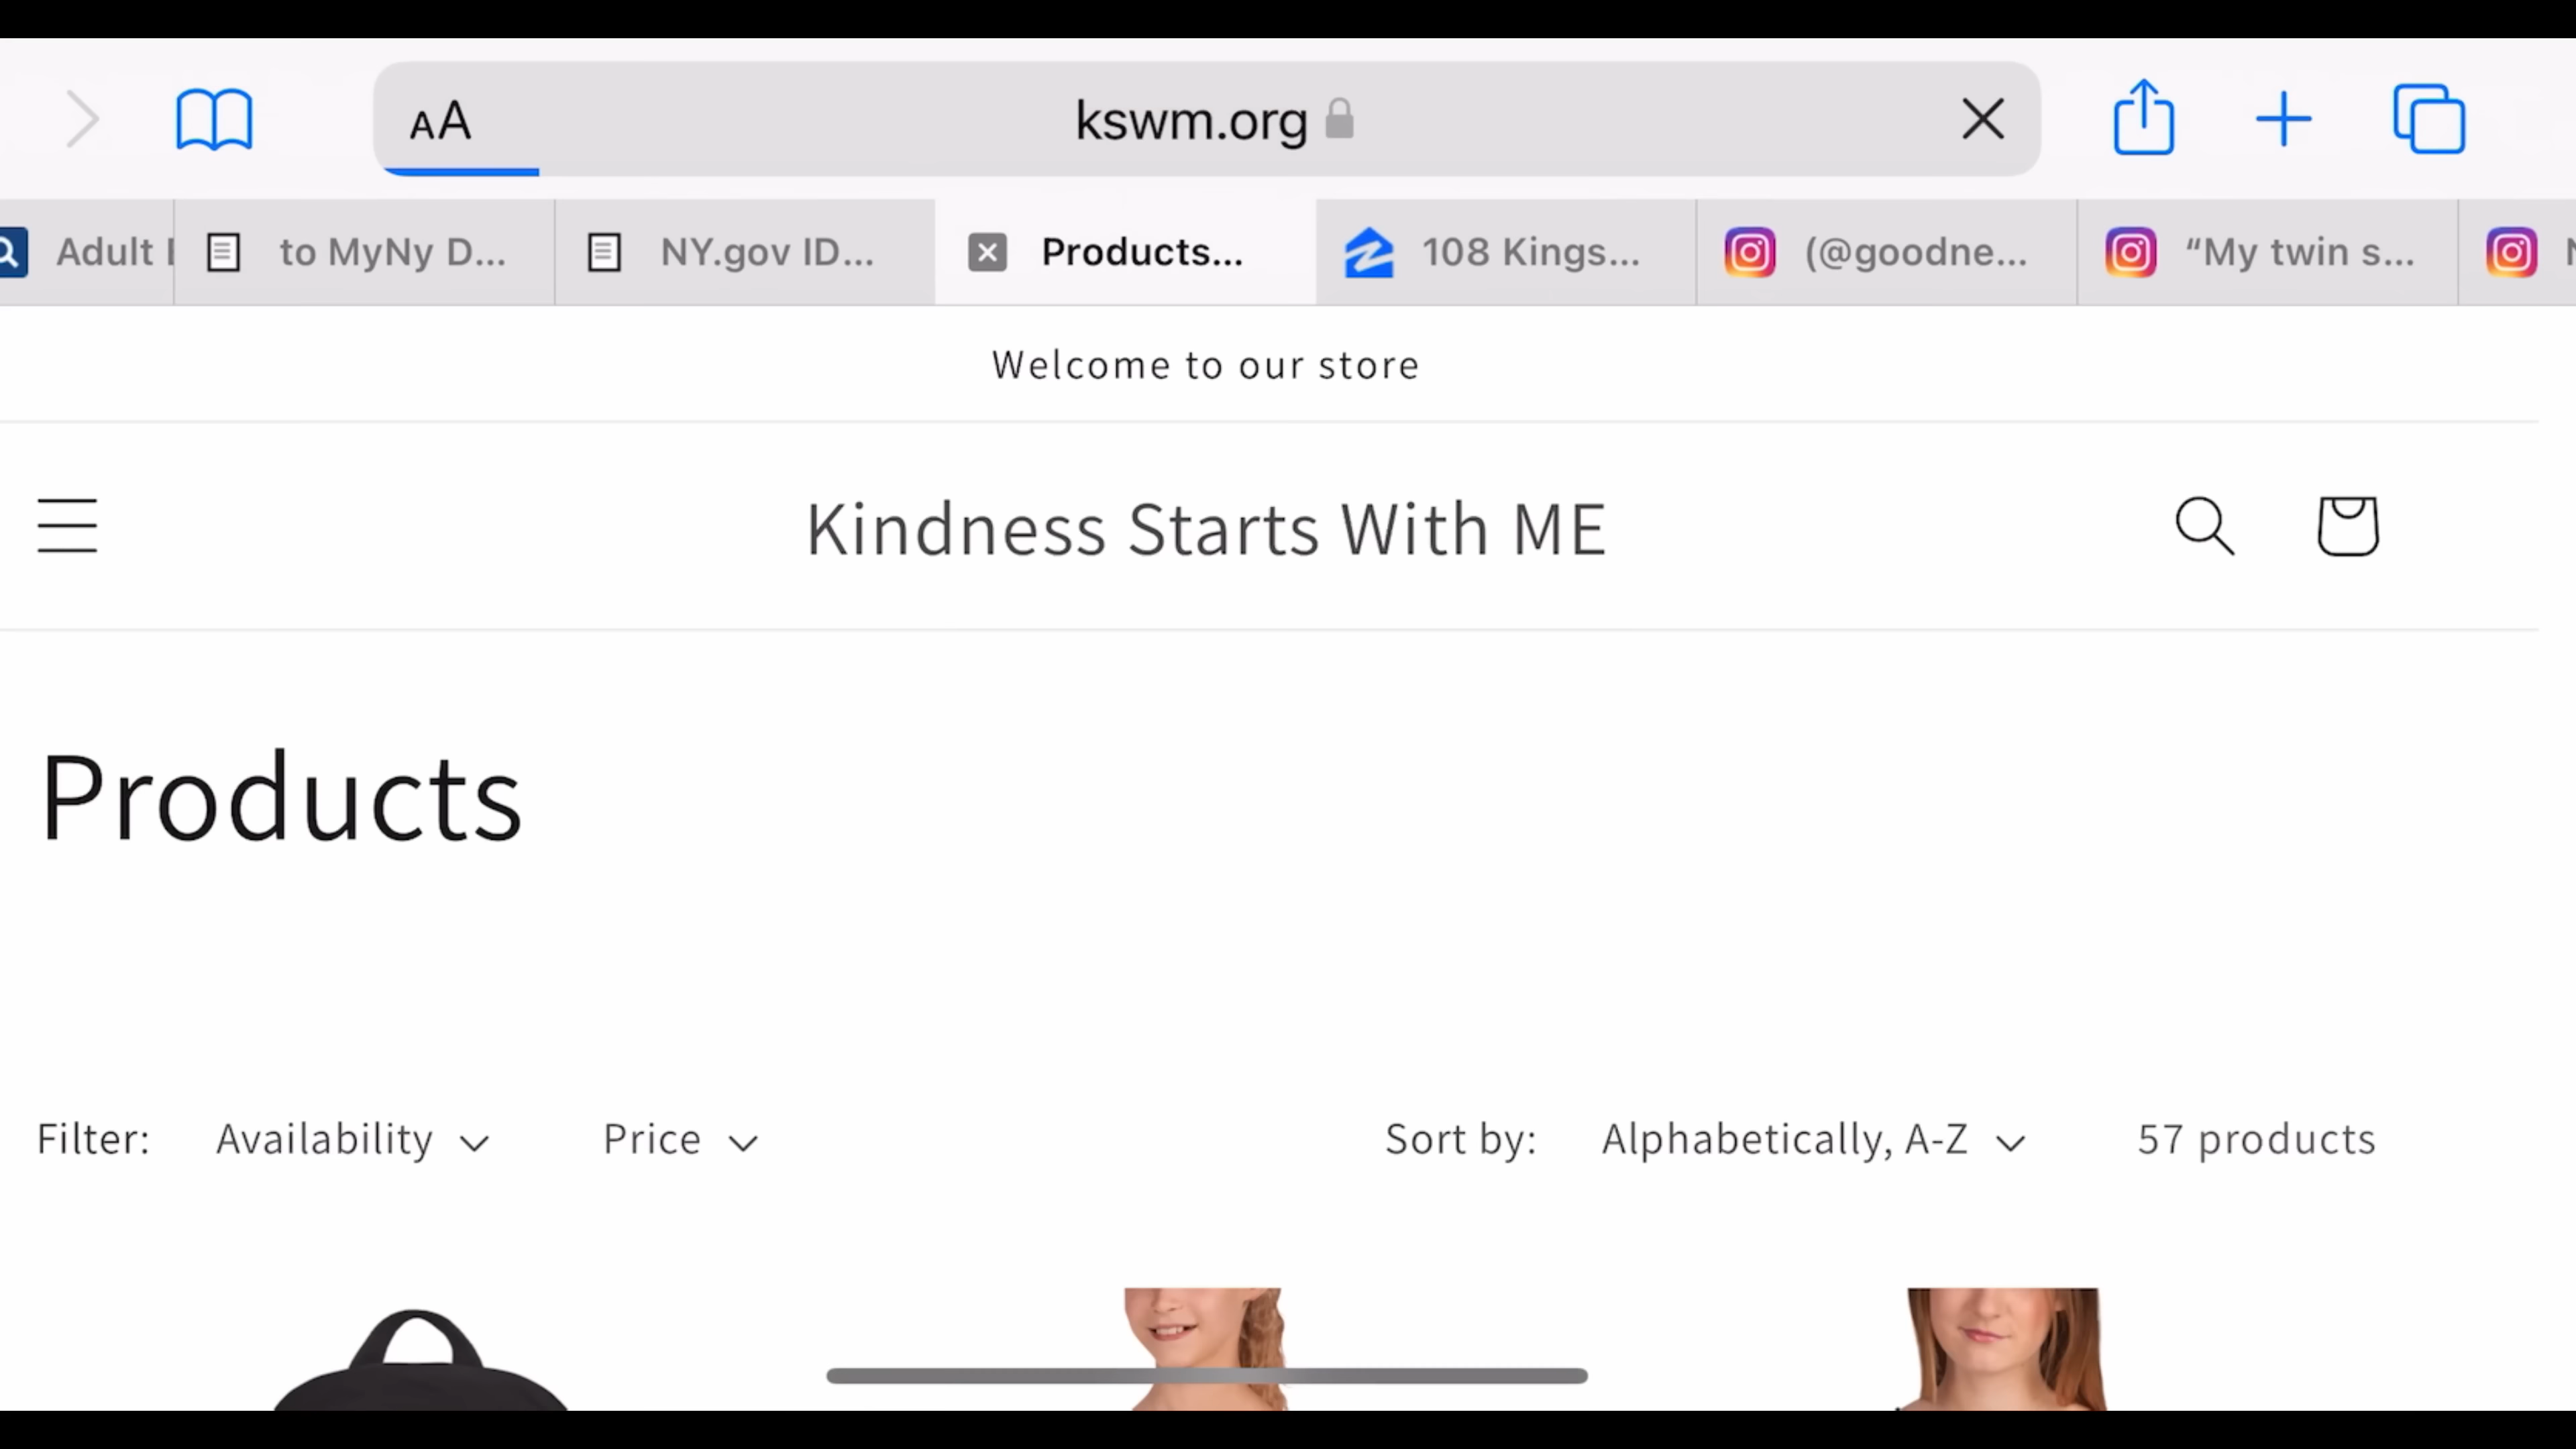 AA kswm.org
Adult to MyNy D... NY.gov ID... Products... 108 Kings... (@goodne... “My twin s...
Welcome to our store
Kindness Starts With ME
Products
Filter: Availability Price Sort by: Alphabetically, A-Z 57 products